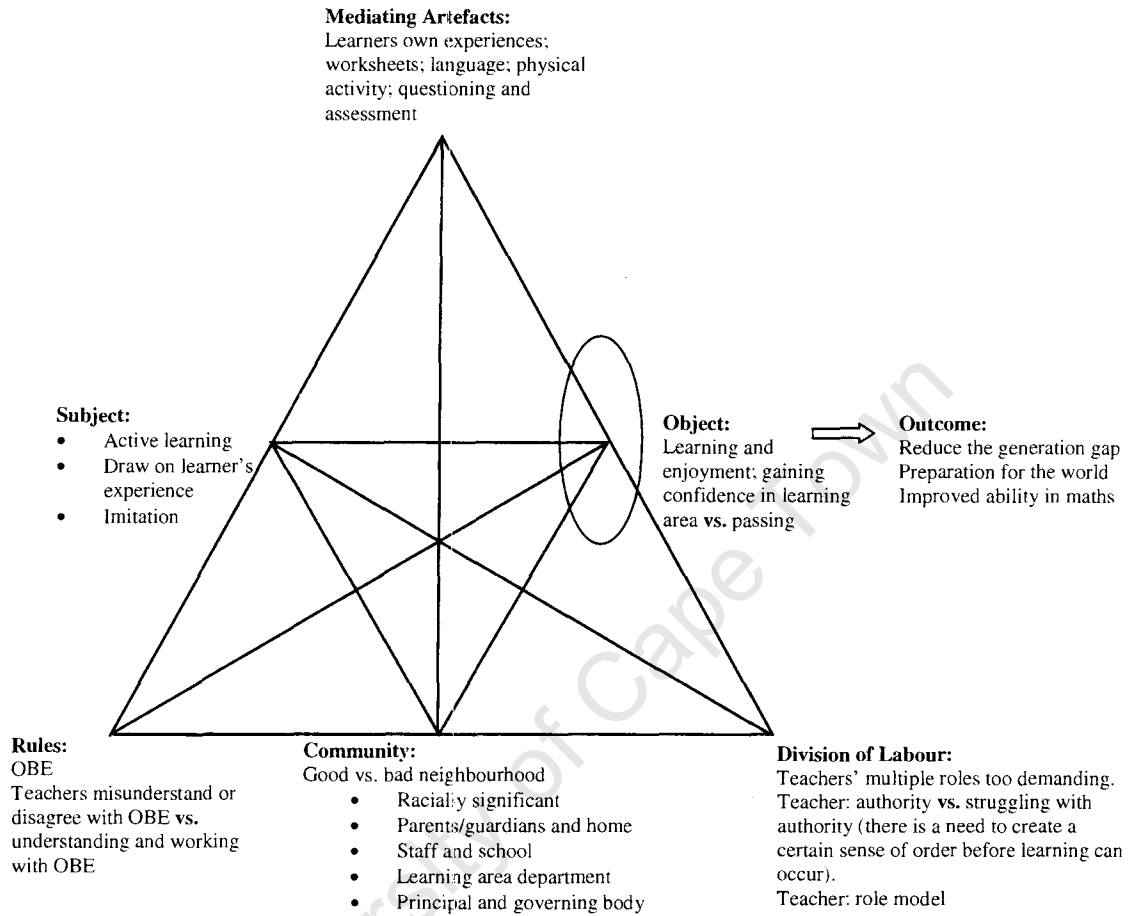 Mediating Artefacts:
Learners own experiences;
worksheets; language; physical
activity; questioning and
assessment
Subject:
• Active learning
• Draw on learner's
experience
• Imitation
Object:
Learning and
enjoyment; gaining
confidence in learning
area vs. passing
Outcome:
Reduce the generation gap
Preparation for the world
Improved ability in maths
Rules:
OBE
Teachers misunderstand or
disagree with OBE vs.
understanding and working
with OBE
Community:
Good vs. bad neighbourhood
• Racially significant
• Parents/guardians and home
• Staff and school
• Learning area department
• Principal and governing body
Division of Labour:
Teachers' multiple roles too demanding.
Teacher: authority vs. struggling with
authority (there is a need to create a
certain sense of order before learning can
occur).
Teacher: role model
ersity of Cape Town